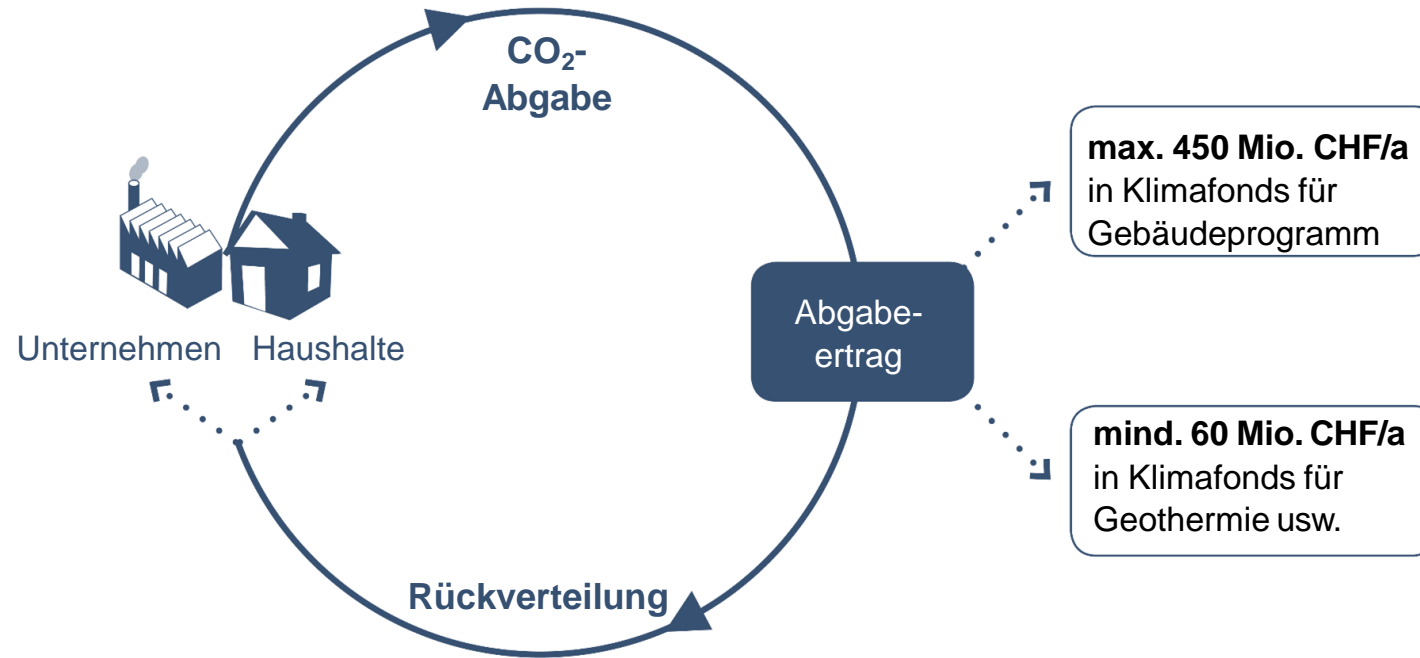 CO₂-
Abgabe
max. 450 Mio. CHF/a
in Klimafonds für
Gebäudeprogramm
Abgabe-
ertrag
Unternehmen Haushalte
mind. 60 Mio. CHF/a
in Klimafonds für
Geothermie usw.
Rückverteilung